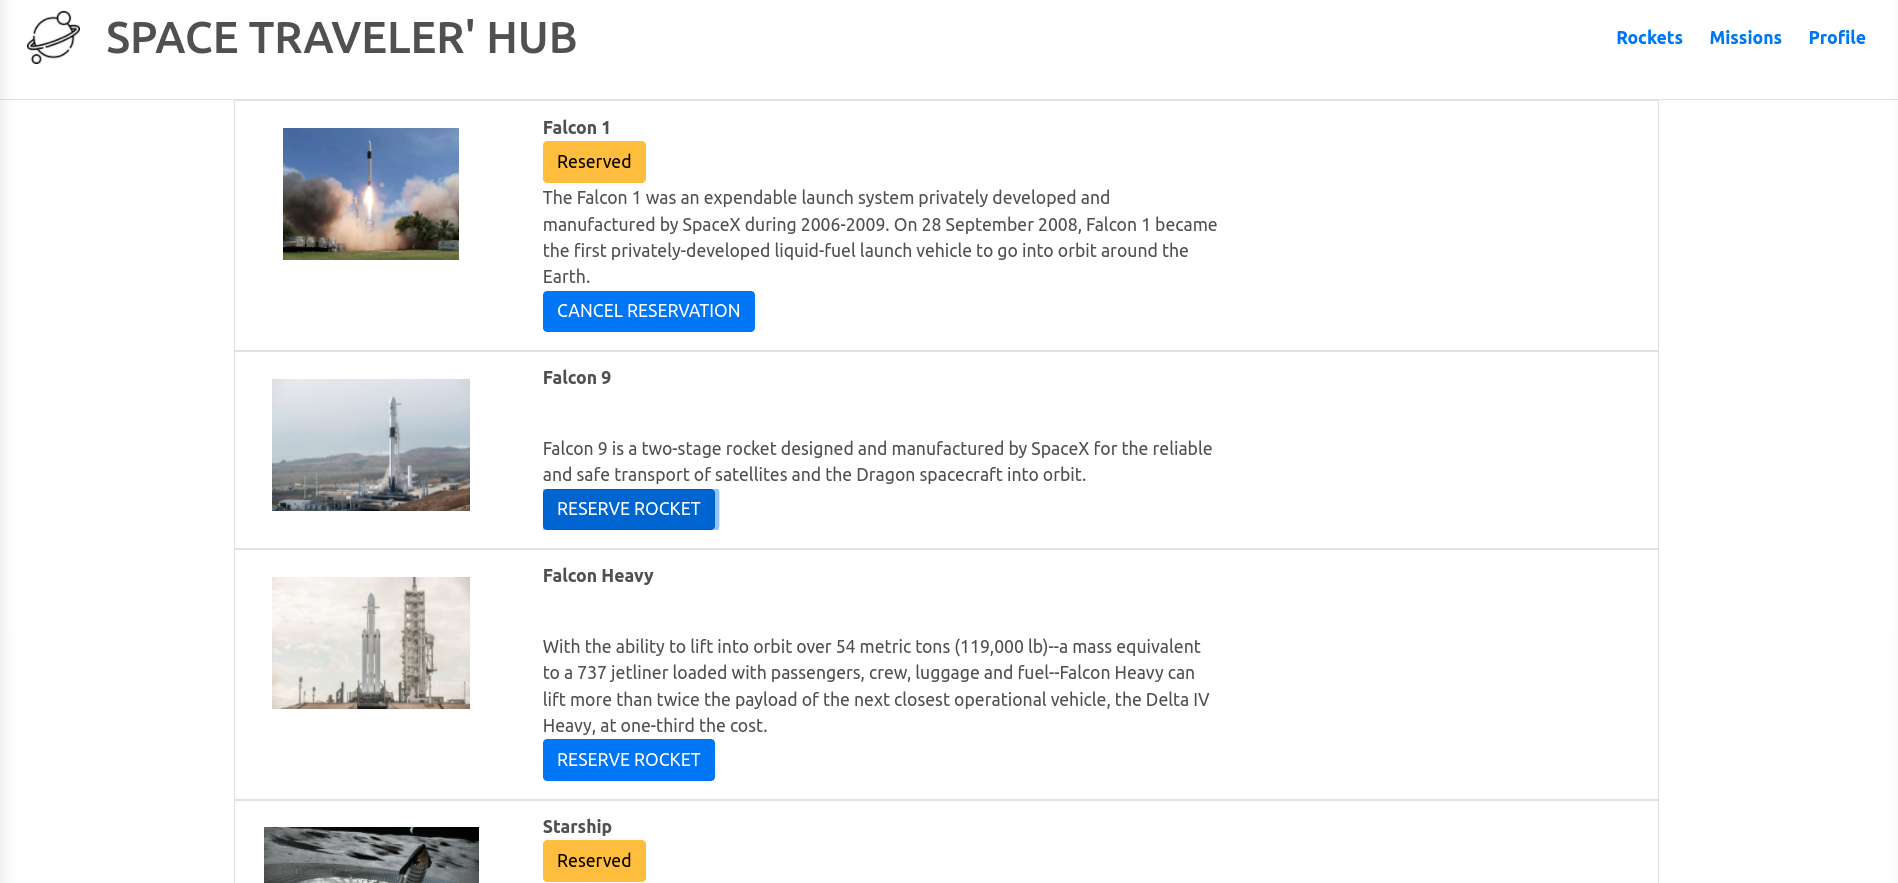 SPACE TRAVELER' HUB
Rockets
Missions
Profile
Falcon 1
Reserved
The Falcon 1 was an expendable launch system privately developed and
manufactured by SpaceX during 2006-2009. On 28 September 2008, Falcon 1 became
the first privately-developed liquid-fuel launch vehicle to go into orbit around the
Earth.
CANCEL RESERVATION
Falcon 9
Falcon 9 is a two-stage rocket designed and manufactured by SpaceX for the reliable
and safe transport of satellites and the Dragon spacecraft into orbit.
RESERVE ROCKET
Falcon Heavy
With the ability to lift into orbit over 54 metric tons (119,000 lb)--a mass equivalent
to a 737 jetliner loaded with passengers, crew, luggage and fuel--Falcon Heavy can
lift more than twice the payload of the next closest operational vehicle, the Delta IV
Heavy, at one-third the cost.
RESERVE ROCKET
Starship
Reserved